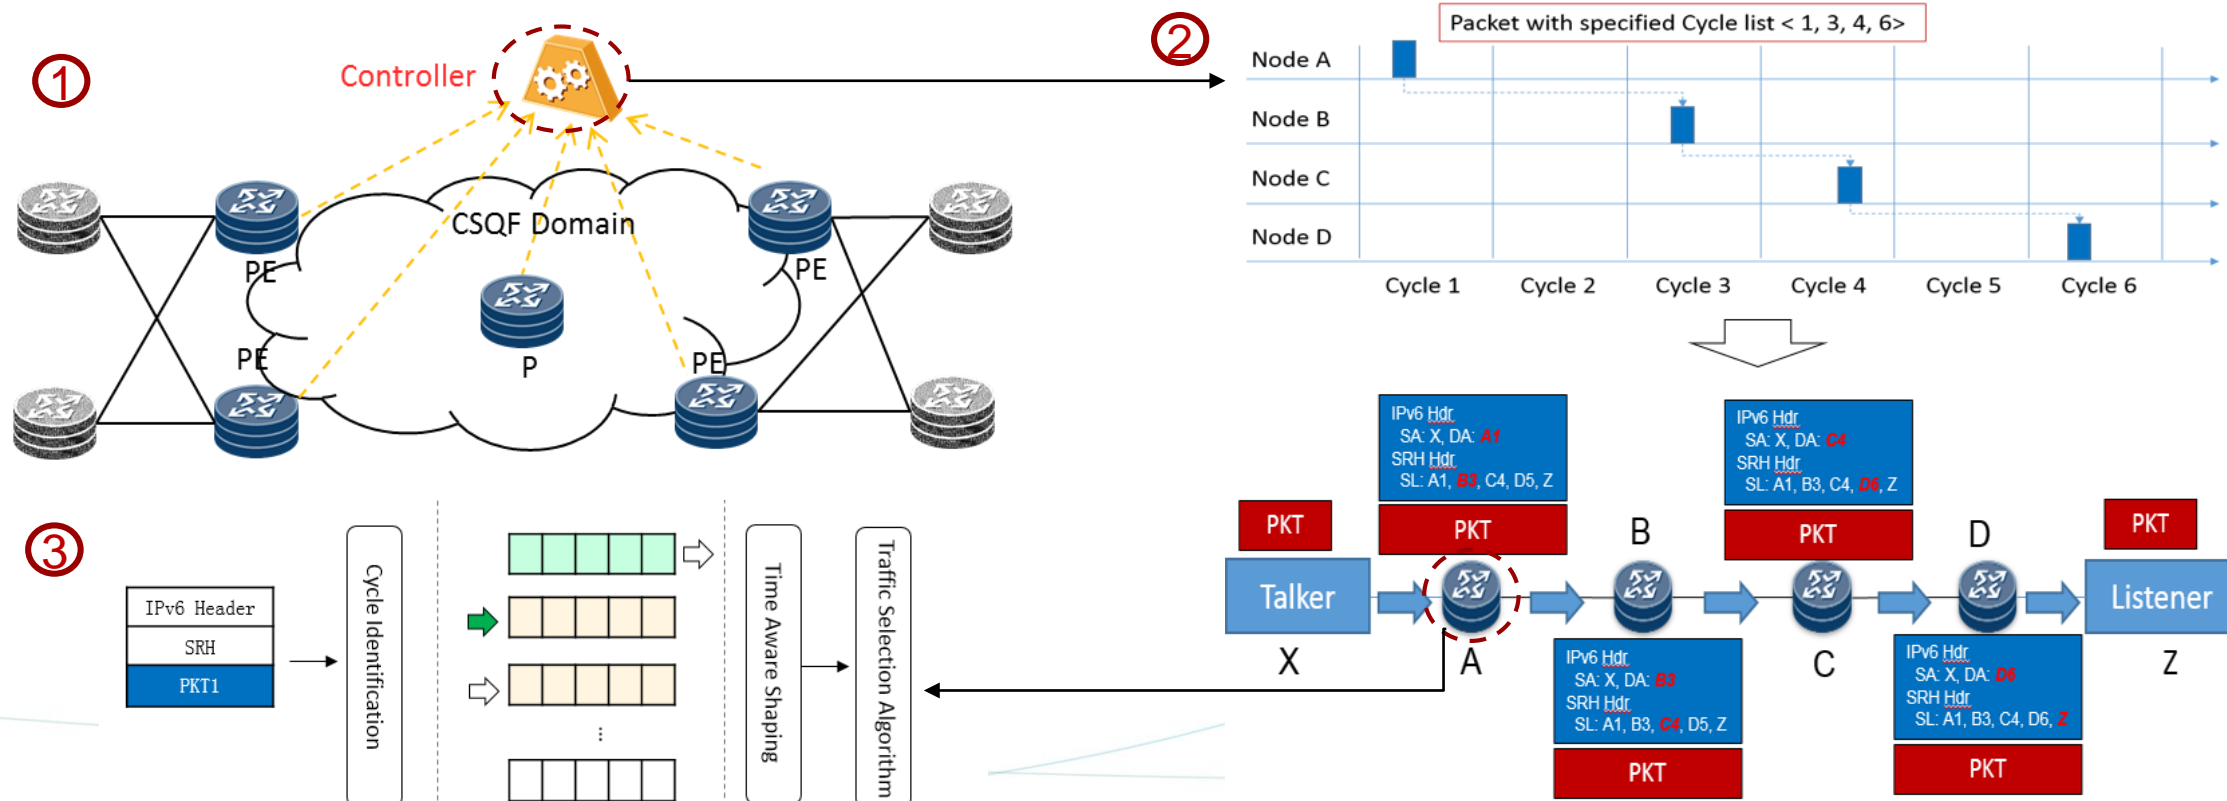 1
Controller
CSQF Domain
PE
PE
PE
PE
P
2
Packet with specified Cycle list < 1, 3, 4, 6>
Node A
Node B
Node C
Node D
Cycle 1
Cycle 2
Cycle 3
Cycle 4
Cycle 5
Cycle 6
IPv6 Hdr
SA: X, DA: A1
SRH Hdr
SL: A1, B3, C4, D5, Z
PKT
IPv6 Hdr
SA: X, DA: C4
SRH Hdr
SL: A1, B3, C4, D6, Z
PKT
PKT
PKT
B
D
Talker
Listener
X
A
C
Z
IPv6 Hdr
SA: X, DA: B3
SRH Hdr
SL: A1, B3, C4, D5, Z
PKT
IPv6 Hdr
SA: X, DA: D6
SRH Hdr
SL: A1, B3, C4, D6, Z
PKT
3
IPv6 Header
SRH
PKT1
Cycle Identification
⋮
Time Aware Shaping
Traffic Selection Algorithm